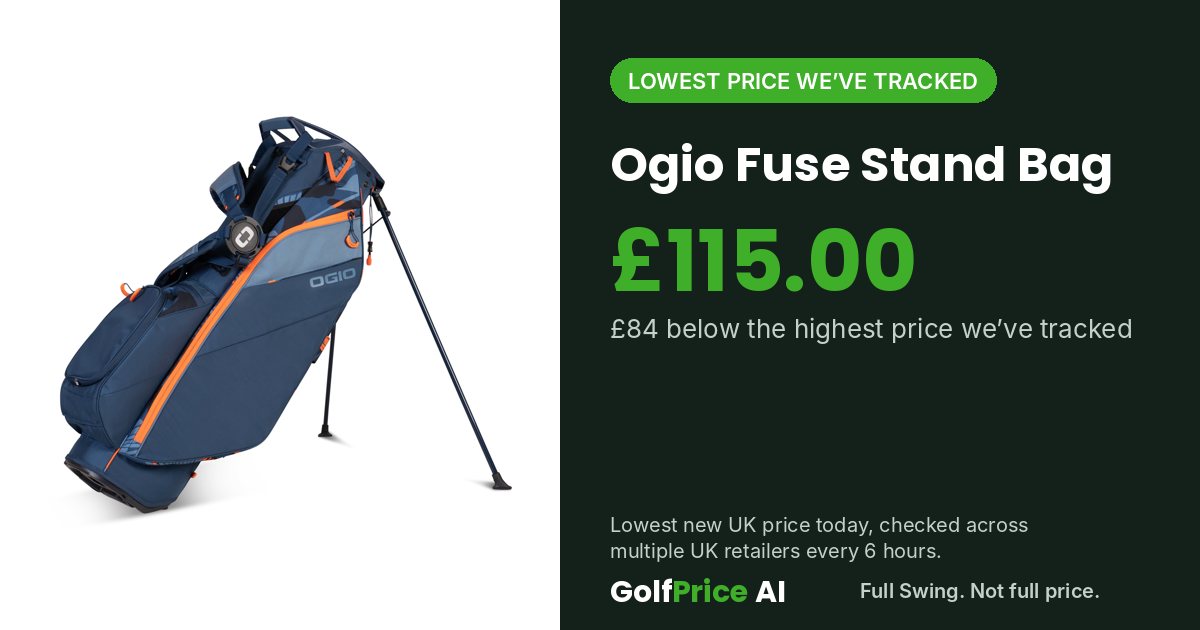 OGIO
LOWEST PRICE WE’VE TRACKED
Ogio Fuse Stand Bag
£115.00
£84 below the highest price we’ve tracked
Lowest new UK price today, checked across
multiple UK retailers every 6 hours.
GolfPrice AI
Full Swing. Not full price.